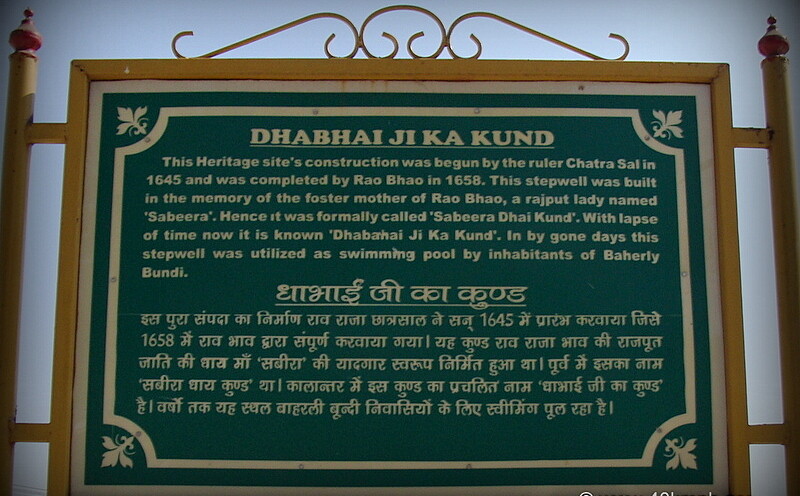 DHABHAI JI KA KUND
This Heritage site's construction was begun by the ruler Chatra Sal in
1645 and was completed by Rao Bhao in 1658. This stepwell was built
in the memory of the foster mother of Rao Bhao, a rajput lady named
'Sabeera'. Hence it was formally called 'Sabeera Dhai Kund'. With lapse
of time now it is known 'Dhabahai Ji Ka Kund'. In by gone days this
stepwell was utilized as swimming pool by inhabitants of Baherly
Bundi.
धाभाई जी का कुण्ड
इस पुरा संपदा का निर्माण राव राजा छात्रसाल ने सन् 1645 में प्रारंभ करवाया जिसे
1658 में राव भाव द्वारा संपूर्ण करवाया गया। यह कुण्ड राव राजा भाव की राजपूत
जाति की धाय माँ 'सबीरा' की यादगार स्वरूप निर्मित हुआ था। पूर्व में इसका नाम
'सबीरा धाय कुण्ड' था। कालान्तर में इस कुण्ड का प्रचलित नाम 'धाभाई जी का कुण्ड'
है। वर्षो तक यह स्थल बाहरली बून्दी निवासियों के लिए स्वीमिंग पूल रहा है।